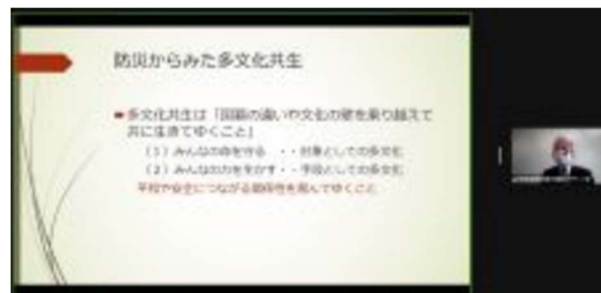 防災からみた多文化共生
多文化共生は「国籍の違いや文化の壁を乗り越えて
共に生きてゆくこと」
(1)みんなの命を守る ・・対象としての多文化
(2)みんなの力を生かす・・手段としての多文化
平和や安全につながる関係性を育んでゆくこと